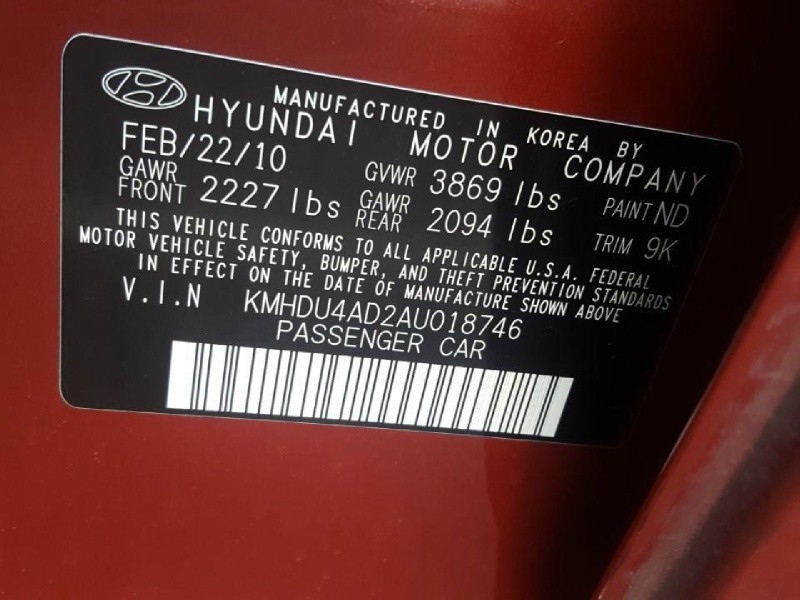 MANUFACTURED IN KOREA BY
HYUNDAI MOTOR COMPANY
FEB/22/10 GVWR 3869 lbs PAINT ND
GAWR FRONT 2227 lbs GAWR REAR 2094 lbs TRIM 9K
THIS VEHICLE CONFORMS TO ALL APPLICABLE U.S.A. FEDERAL
MOTOR VEHICLE SAFETY, BUMPER, AND THEFT PREVENTION STANDARDS
IN EFFECT ON THE DATE OF MANUFACTURE SHOWN ABOVE
V.I.N KMHDU4AD2AU018746
PASSENGER CAR